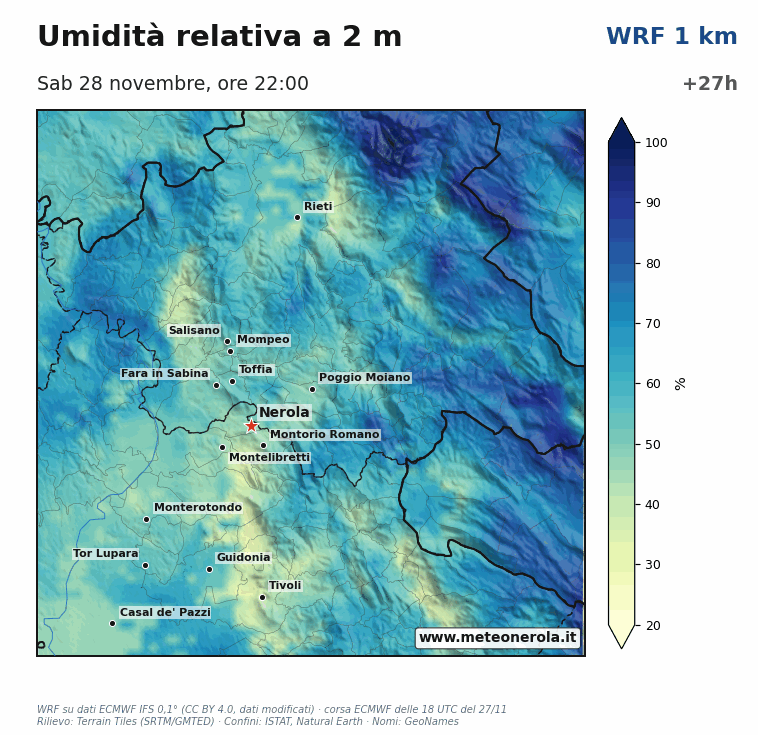 Umidità relativa a 2 m
WRF 1 km
Sab 28 novembre, ore 22:00
+27h
Rieti
Salisano
Mompeo
Fara in Sabina
Toffia
Poggio Moiano
Nerola
Montorio Romano
Montelibretti
Monterotondo
Tor Lupara
Guidonia
Tivoli
Casal de' Pazzi
www.meteonerola.it
100
90
80
70
60
50
40
30
20
%
WRF su dati ECMWF IFS 0,1° (CC BY 4.0, dati modificati) · corsa ECMWF delle 18 UTC del 27/11
Rilievo: Terrain Tiles (SRTM/GMTED) · Confini: ISTAT, Natural Earth · Nomi: GeoNames